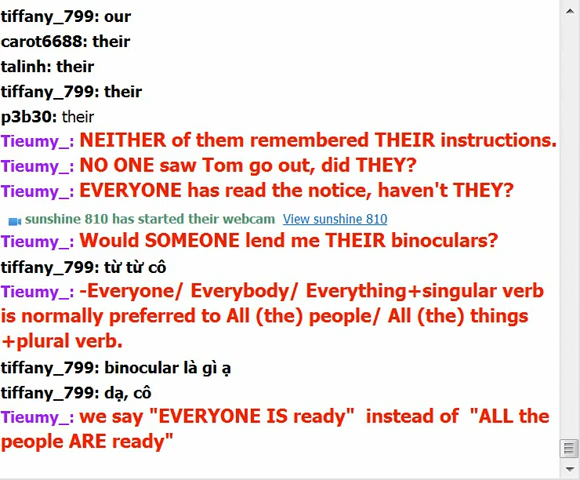 tiffany_799: our
carot6688: their
talinh: their
tiffany_799: their
p3b30: their
Tieumy_: NEITHER of them remembered THEIR instructions.
Tieumy_: NO ONE saw Tom go out, did THEY?
Tieumy_: EVERYONE has read the notice, haven't THEY?
sunshine 810 has started their webcam View sunshine 810
Tieumy_: Would SOMEONE lend me THEIR binoculars?
tiffany_799: từ từ cô
Tieumy_: -Everyone/ Everybody/ Everything+singular verb
is normally preferred to All (the) people/ All (the) things
+plural verb.
tiffany_799: binocular là gì ạ
tiffany_799: dạ, cô
Tieumy_: we say "EVERYONE IS ready" instead of "ALL the
people ARE ready"